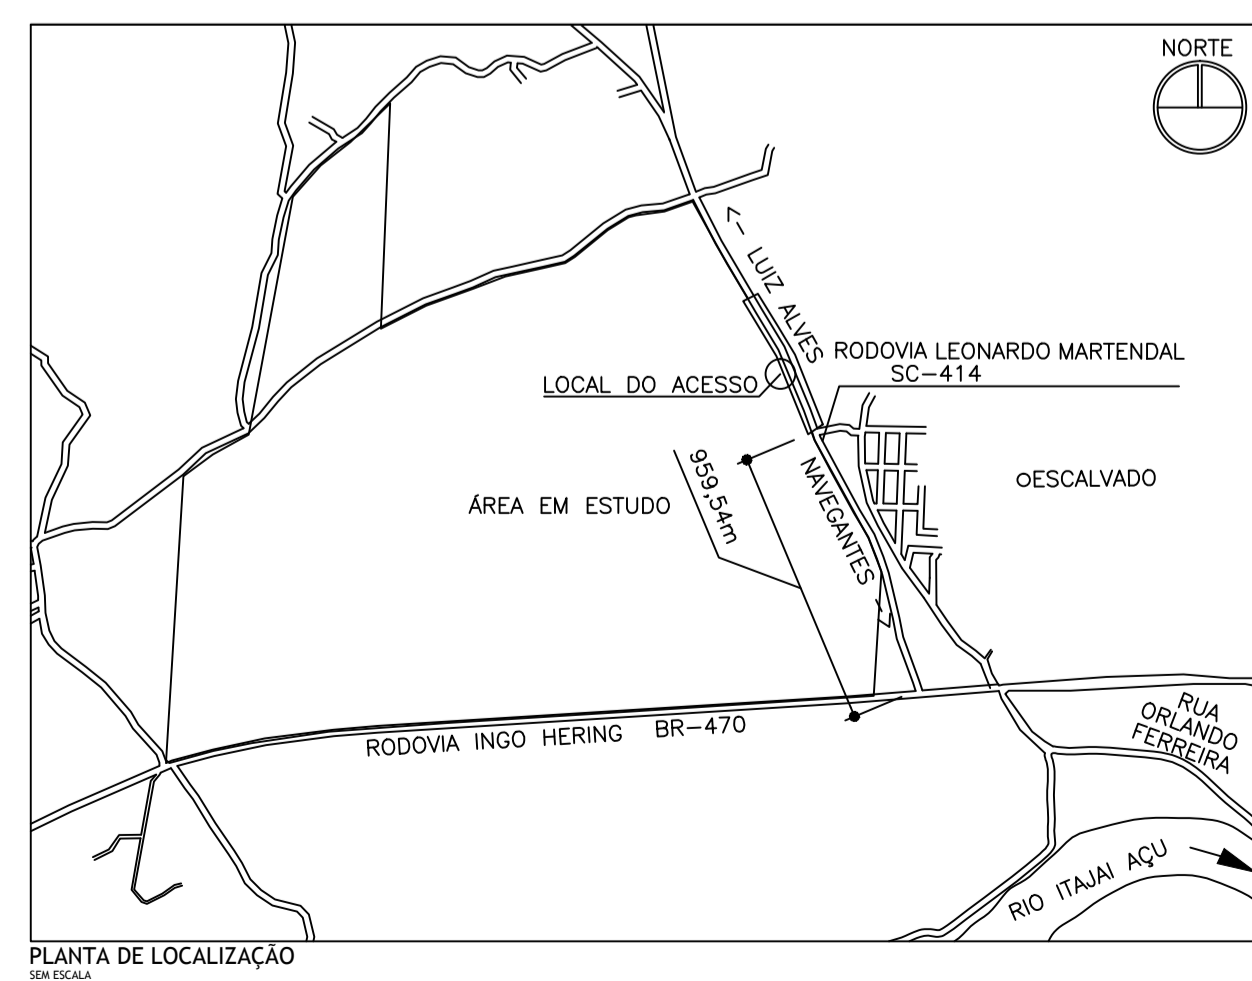 NORTE
<- LUIZ ALVES
RODOVIA LEONARDO MARTENDAL
SC-414
LOCAL DO ACESSO
959,54m
NAVEGANTES
ÁREA EM ESTUDO
ESCALVADO
RODOVIA INGO HERING BR-470
RUA
ORLANDO
FERREIRA
RIO ITAJAI AÇU
PLANTA DE LOCALIZAÇÃO
SEM ESCALA